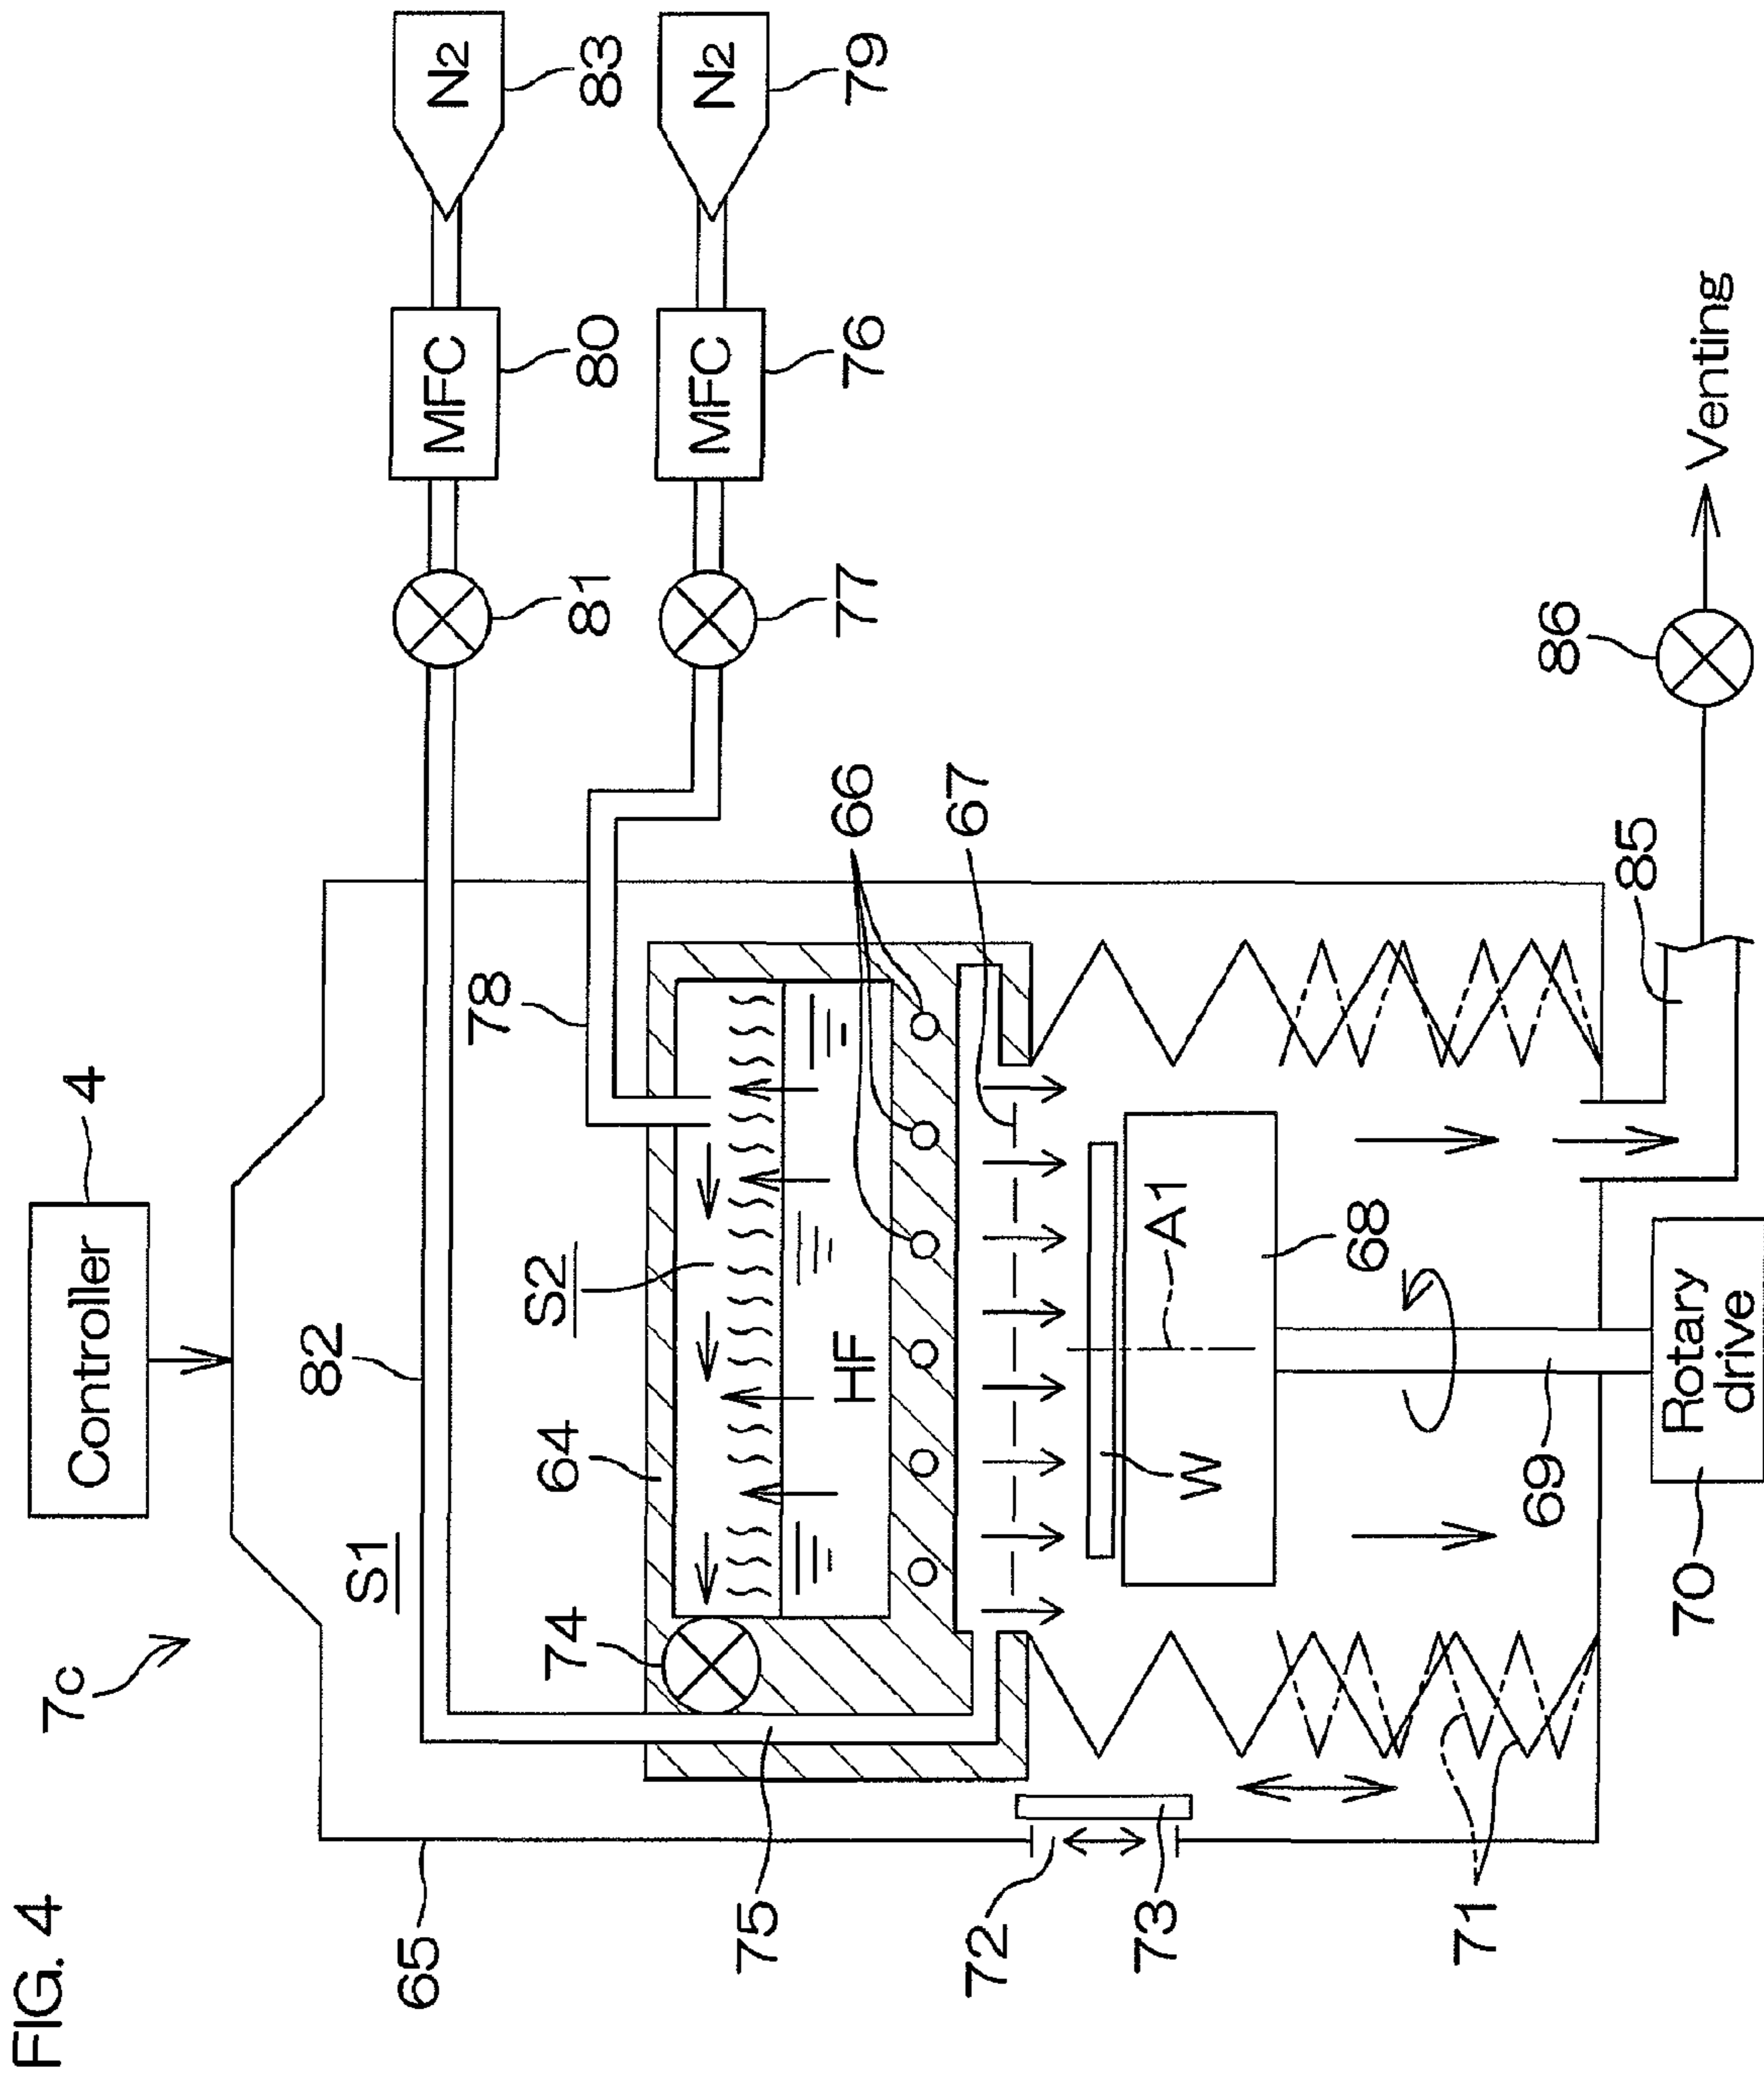 FIG. 4
7c
Controller
4
S1
82
65
N2
83
MFC
80
81
N2
79
MFC
76
77
78
S2
64
74
HF
66
67
75
72
73
W
A1
68
69
71
70
Rotary
drive
85
86
Venting